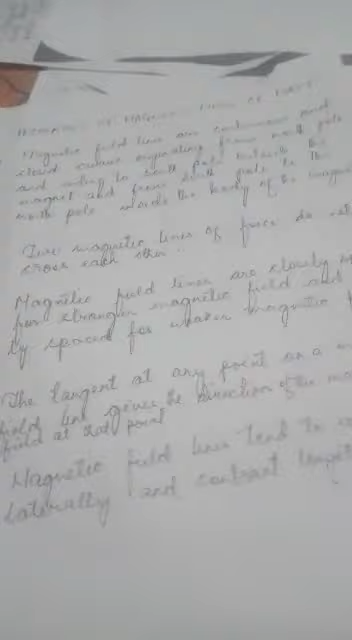 PROPERTIES OF MAGNETIC LINES OF FORCE
Magnetic field lines are continuous and
closed curves originating from north pole
and ending to south pole outside the
magnet and from south pole to the
north pole inside the body of the magnet
Two magnetic lines of force do not
cross each other.
Magnetic field lines are closely
for stronger magnetic field and
ly spaced for weaker magnetic
The tangent at any point on a
field line gives the direction of the
field at that point
Magnetic field lines tend to
laterally and contract